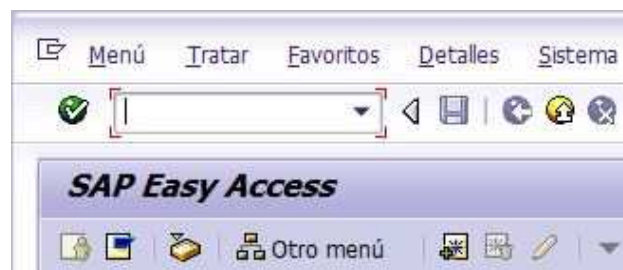 Menú Tratar Favoritos Detalles Sistema
SAP Easy Access
Otro menú